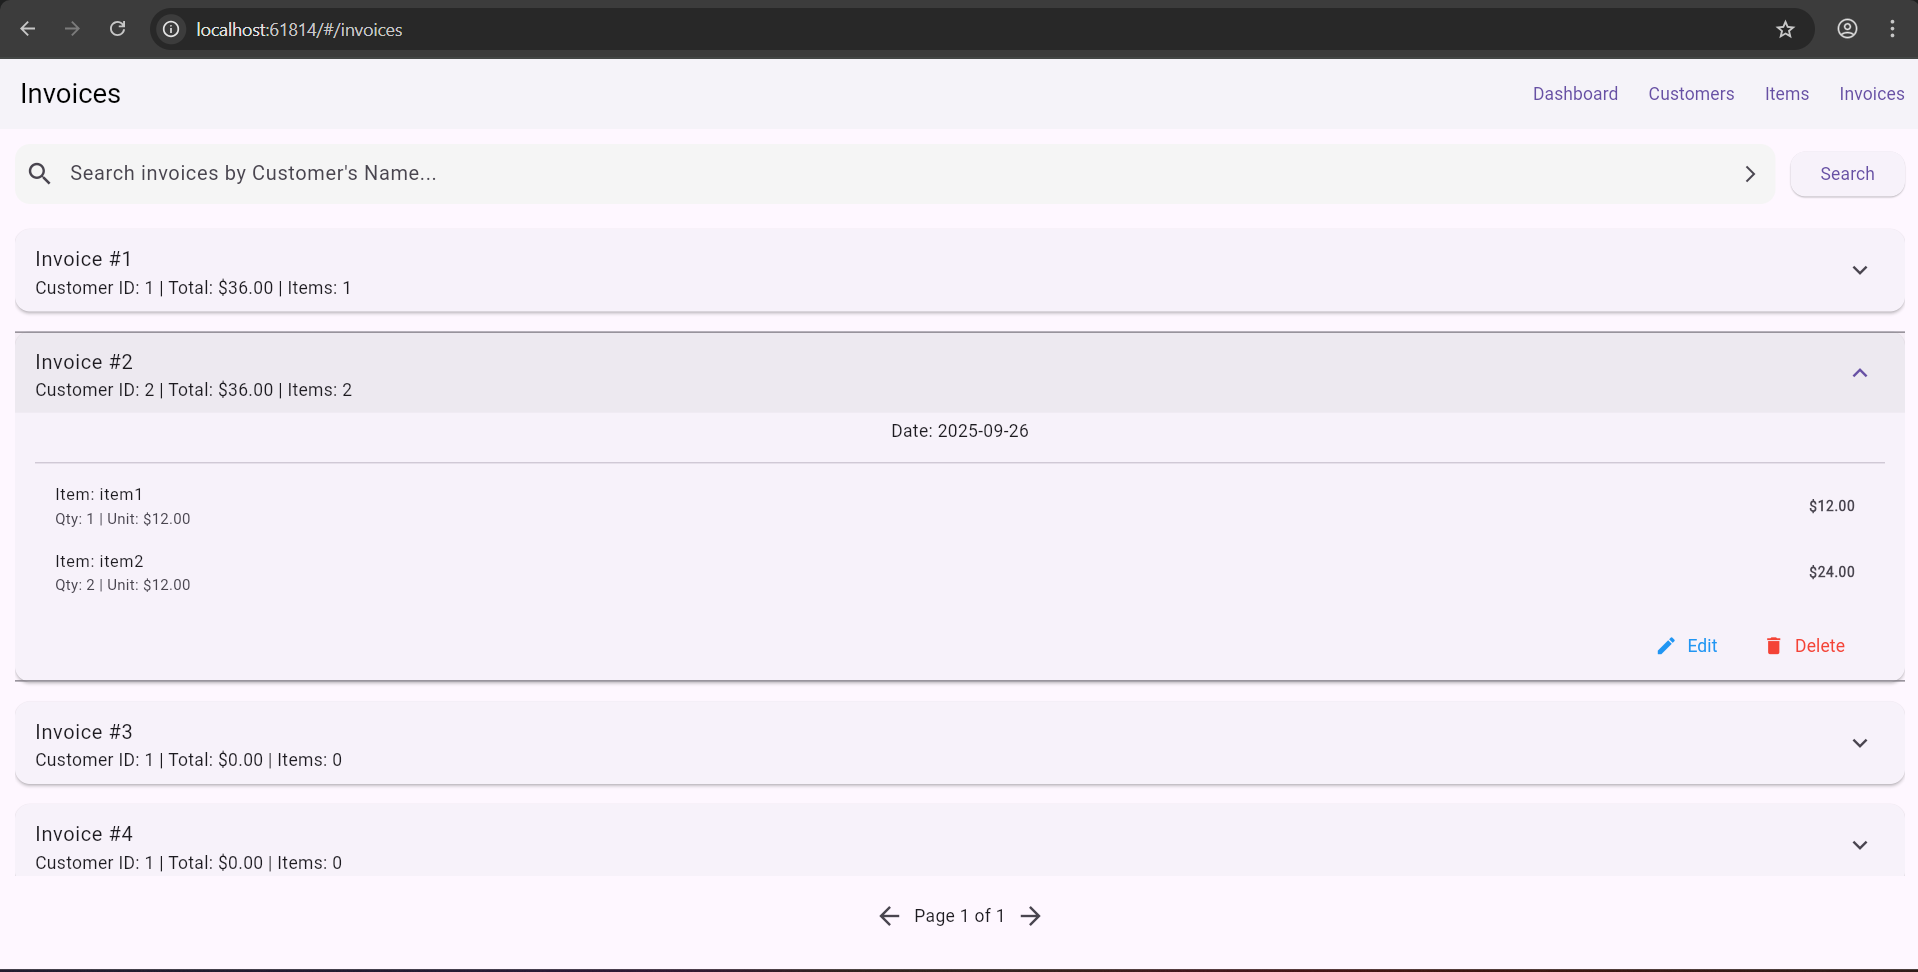 localhost:61814/#/invoices
Invoices
Dashboard Customers Items Invoices
Search invoices by Customer's Name...
Search
Invoice #1
Customer ID: 1 | Total: $36.00 | Items: 1
Invoice #2
Customer ID: 2 | Total: $36.00 | Items: 2
Date: 2025-09-26
Item: item1
Qty: 1 | Unit: $12.00
$12.00
Item: item2
Qty: 2 | Unit: $12.00
$24.00
Edit Delete
Invoice #3
Customer ID: 1 | Total: $0.00 | Items: 0
Invoice #4
Customer ID: 1 | Total: $0.00 | Items: 0
Page 1 of 1